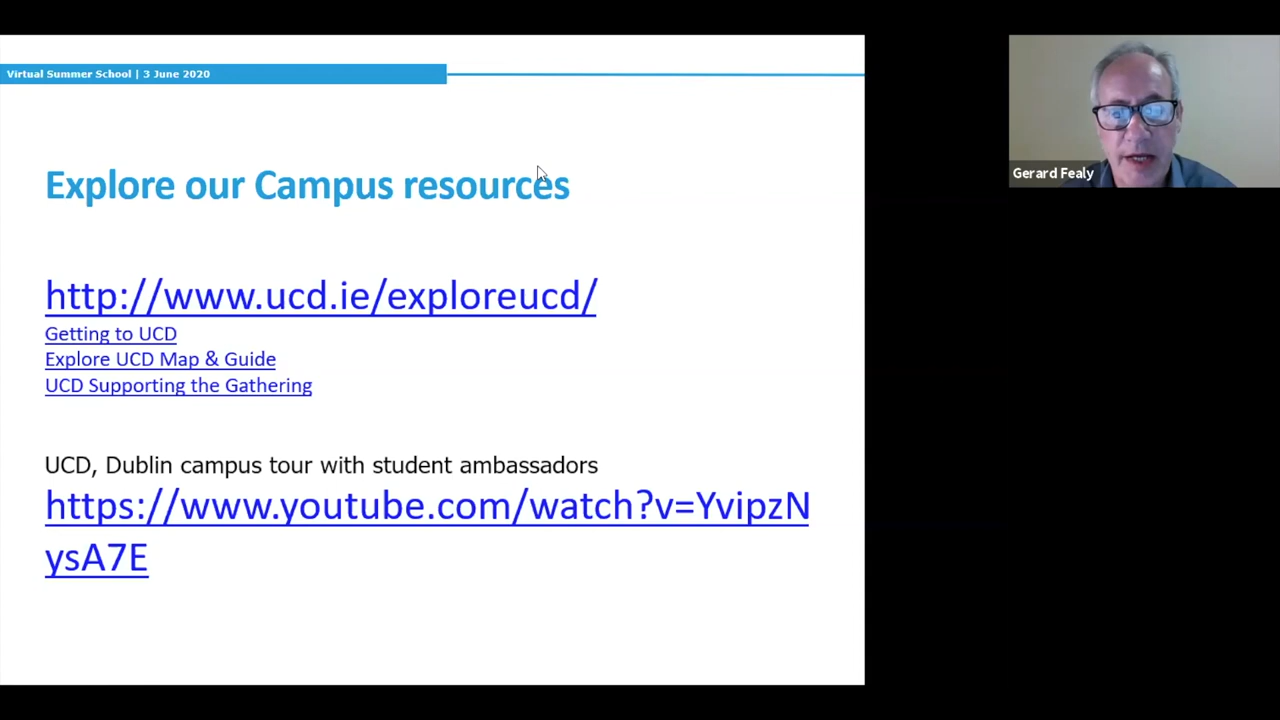 Virtual Summer School | 3 June 2020
Explore our Campus resources
http://www.ucd.ie/exploreucd/
Getting to UCD
Explore UCD Map & Guide
UCD Supporting the Gathering
UCD, Dublin campus tour with student ambassadors
https://www.youtube.com/watch?v=YvipzN
ysA7E
Gerard Fealy